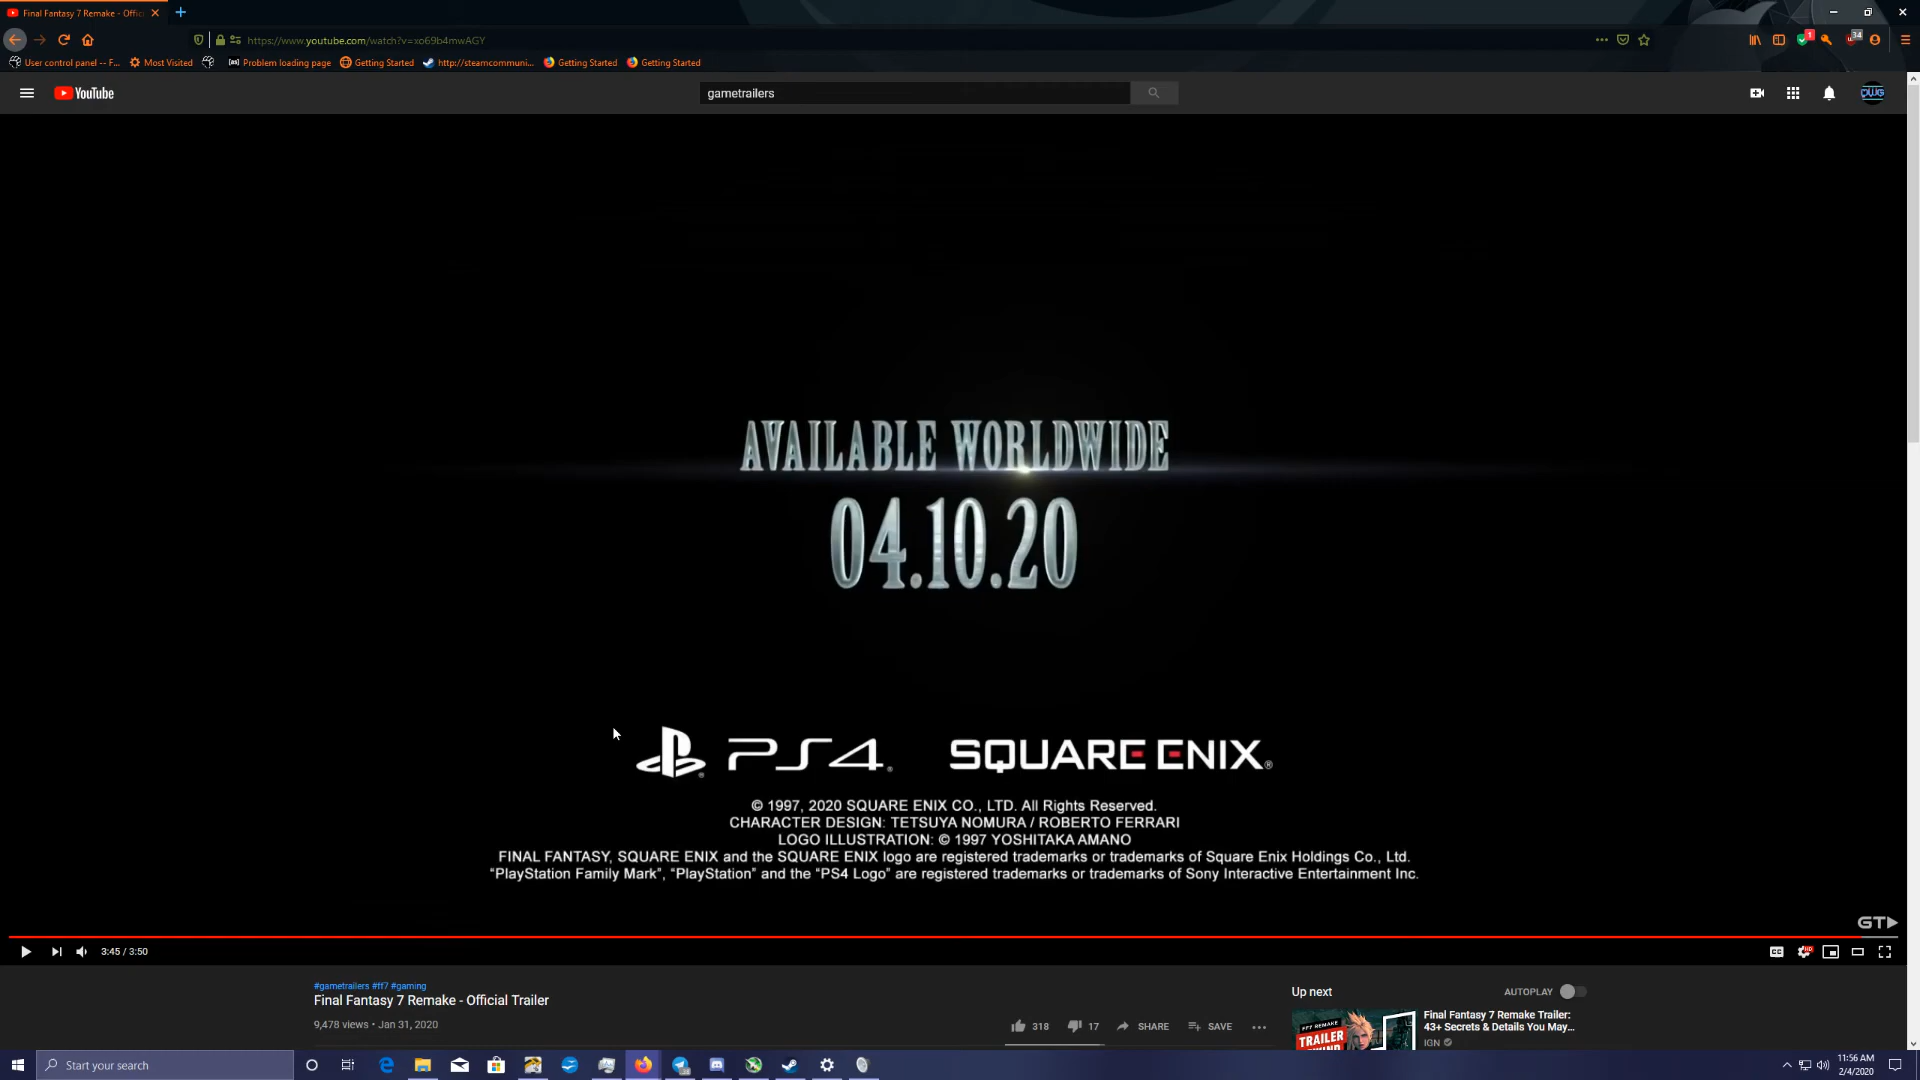 Final Fantasy 7 Remake - Offic
https://www.youtube.com/watch?v=xo69b4mwAGY
1
34
User control panel -- F...
Most Visited
Problem loading page
Getting Started
http://steamcommuni...
Getting Started
Getting Started
YouTube
gametrailers
AVAILABLE WORLDWIDE
04.10.20
PS4 SQUARE ENIX
© 1997, 2020 SQUARE ENIX CO., LTD. All Rights Reserved.
CHARACTER DESIGN: TETSUYA NOMURA / ROBERTO FERRARI
LOGO ILLUSTRATION: © 1997 YOSHITAKA AMANO
FINAL FANTASY, SQUARE ENIX and the SQUARE ENIX logo are registered trademarks or trademarks of Square Enix Holdings Co., Ltd.
"PlayStation Family Mark", "PlayStation" and the "PS4 Logo" are registered trademarks or trademarks of Sony Interactive Entertainment Inc.
GT
3:45 / 3:50
CC
HD
#gametrailers #ff7 #gaming
Final Fantasy 7 Remake - Official Trailer
9,478 views • Jan 31, 2020
318
17
SHARE
SAVE
Up next
AUTOPLAY
FF7 REMAKE
TRAILER
Final Fantasy 7 Remake Trailer:
43+ Secrets & Details You May...
IGN
Start your search
11:56 AM
2/4/2020